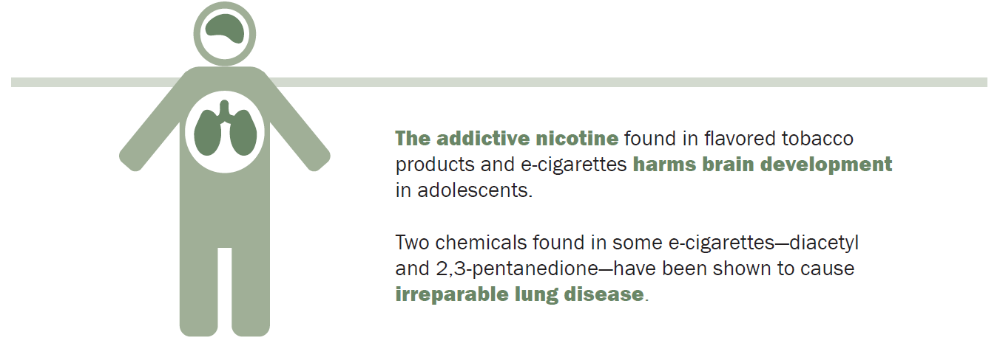 The addictive nicotine found in flavored tobacco
products and e-cigarettes harms brain development
in adolescents.
Two chemicals found in some e-cigarettes—diacetyl
and 2,3-pentanedione—have been shown to cause
irreparable lung disease.